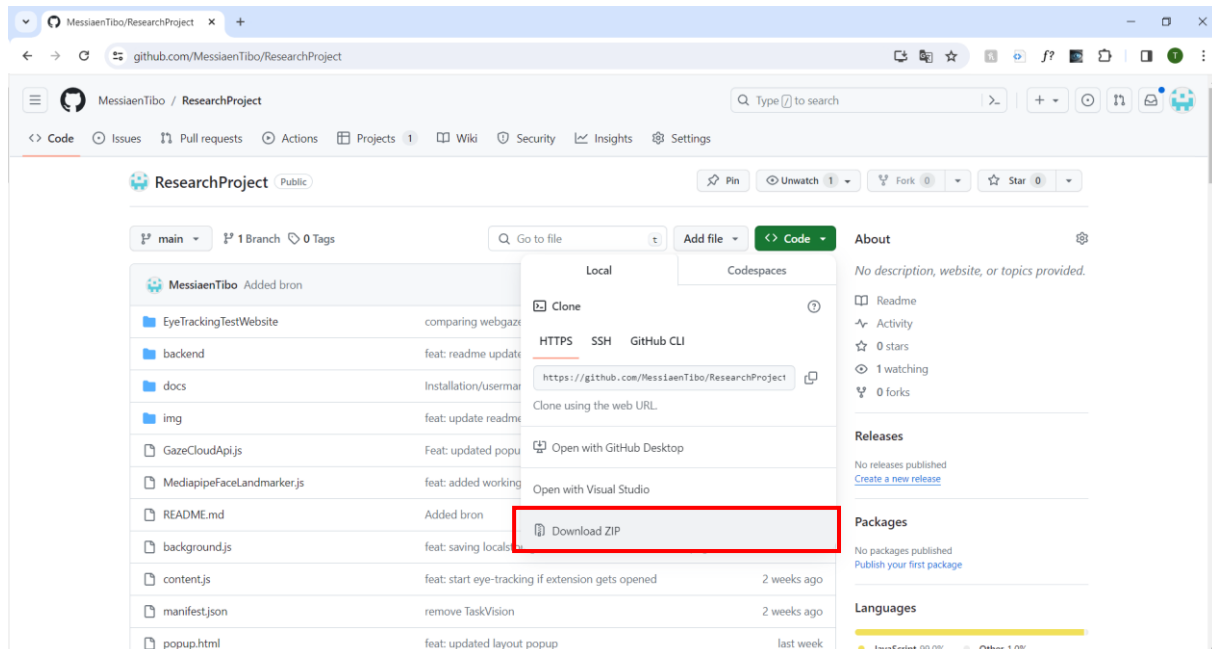 MessiaenTibo/ResearchProject
github.com/MessiaenTibo/ResearchProject
MessiaenTibo / ResearchProject
Type / to search
Code Issues Pull requests Actions Projects 1 Wiki Security Insights Settings
ResearchProject Public
Pin Unwatch 1 Fork 0 Star 0
main 1 Branch 0 Tags
Go to file t Add file Code
MessiaenTibo Added bron
EyeTrackingTestWebsite comparing
backend feat: readme
docs
img feat: update
GazeCloudApi.js Feat: updated
MediapipeFaceLandmarker.js feat: added working
README.md Added bron
background.js feat: saving
content.js feat: start eye-tracking if extension gets opened 2 weeks ago
manifest.json remove TaskVision 2 weeks ago
popup.html feat: updated layout popup last week
Local Codespaces
Clone
HTTPS SSH GitHub CLI
https://github.com/MessiaenTibo/ResearchProject
Clone using the web URL.
Open with GitHub Desktop
Open with Visual Studio
Download ZIP
About
No description, website, or topics provided.
Readme
Activity
0 stars
1 watching
0 forks
Releases
No releases published
Create a new release
Packages
No packages published
Publish your first package
Languages
JavaScript 99.0% Other 1.0%